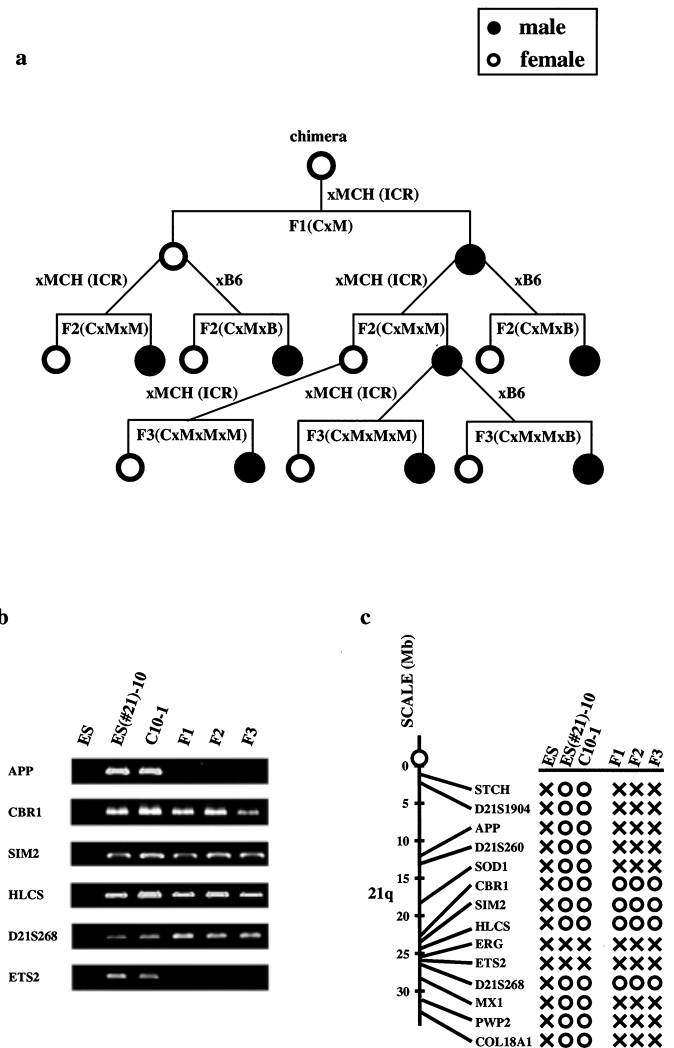 male
female
a
chimera
xMCH (ICR)
F1(CxM)
xMCH (ICR)
xB6
xMCH (ICR)
xB6
F2(CxMxM)
F2(CxMxB)
F2(CxMxM)
F2(CxMxB)
xMCH (ICR)
xMCH (ICR)
xB6
F3(CxMxMxM)
F3(CxMxMxM)
F3(CxMxMxB)
b
ES
ES(#21)-10
C10-1
F1
F2
F3
APP
CBR1
SIM2
HLCS
D21S268
ETS2
c
SCALE (Mb)
ES
ES(#21)-10
C10-1
F1
F2
F3
0
5
10
15
20
25
30
21q
STCH
D21S1904
APP
D21S260
SOD1
CBR1
SIM2
HLCS
ERG
ETS2
D21S268
MX1
PWP2
COL18A1